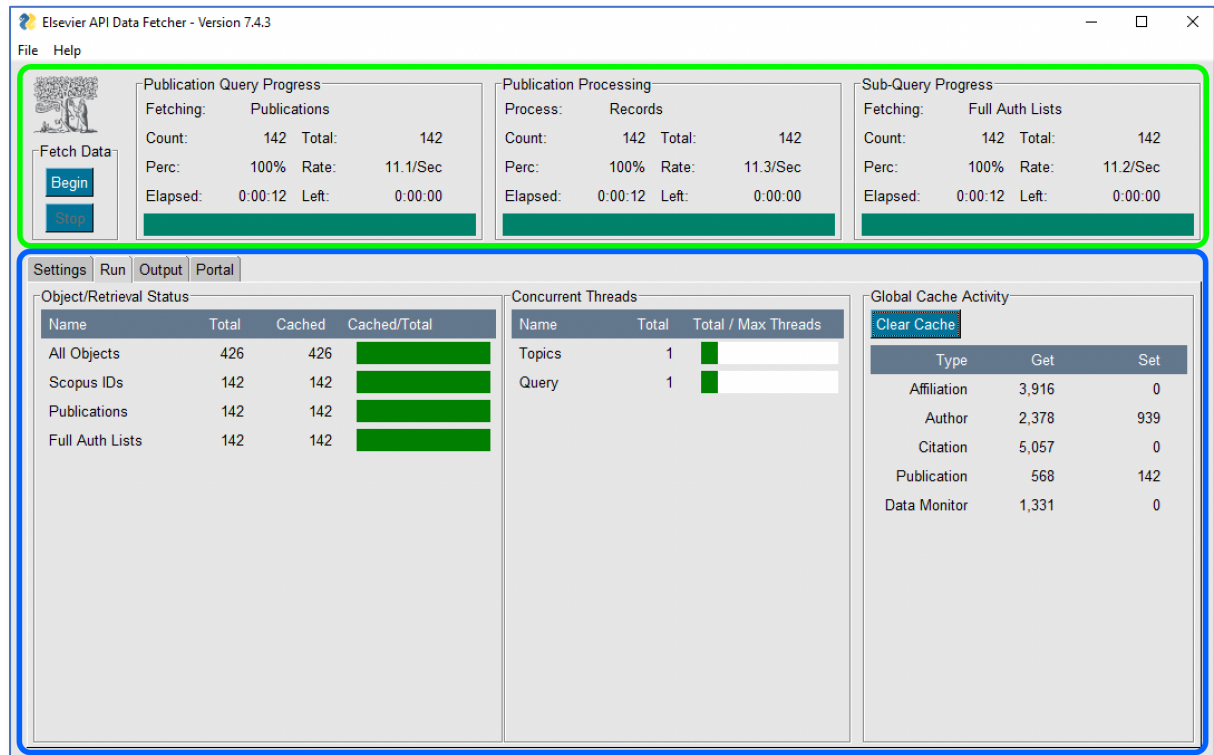 Elsevier API Data Fetcher - Version 7.4.3
File Help
Fetch Data
Begin
Stop
Publication Query Progress
Fetching: Publications
Count: 142 Total: 142
Perc: 100% Rate: 11.1/Sec
Elapsed: 0:00:12 Left: 0:00:00
Publication Processing
Process: Records
Count: 142 Total: 142
Perc: 100% Rate: 11.3/Sec
Elapsed: 0:00:12 Left: 0:00:00
Sub-Query Progress
Fetching: Full Auth Lists
Count: 142 Total: 142
Perc: 100% Rate: 11.2/Sec
Elapsed: 0:00:12 Left: 0:00:00
Settings Run Output Portal
Object/Retrieval Status
Name Total Cached Cached/Total
All Objects 426 426
Scopus IDs 142 142
Publications 142 142
Full Auth Lists 142 142
Concurrent Threads
Name Total Total / Max Threads
Topics 1
Query 1
Global Cache Activity
Clear Cache
Type Get Set
Affiliation 3,916 0
Author 2,378 939
Citation 5,057 0
Publication 568 142
Data Monitor 1,331 0